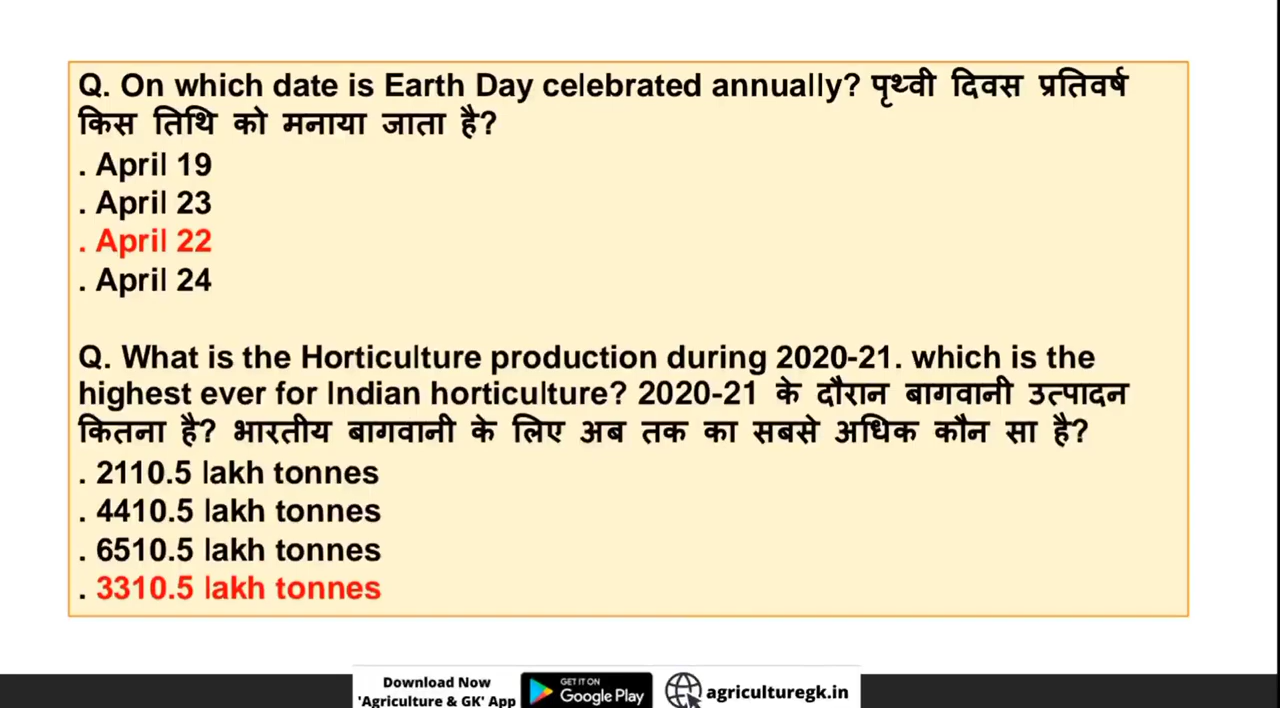 Q. On which date is Earth Day celebrated annually? पृथ्वी दिवस प्रतिवर्ष
किस तिथि को मनाया जाता है?
. April 19
. April 23
. April 22
. April 24
Q. What is the Horticulture production during 2020-21. which is the
highest ever for Indian horticulture? 2020-21 के दौरान बागवानी उत्पादन
कितना है? भारतीय बागवानी के लिए अब तक का सबसे अधिक कौन सा है?
. 2110.5 lakh tonnes
. 4410.5 lakh tonnes
. 6510.5 lakh tonnes
. 3310.5 lakh tonnes
Download Now
'Agriculture & GK' App
GET IT ON
Google Play
agriculturegk.in